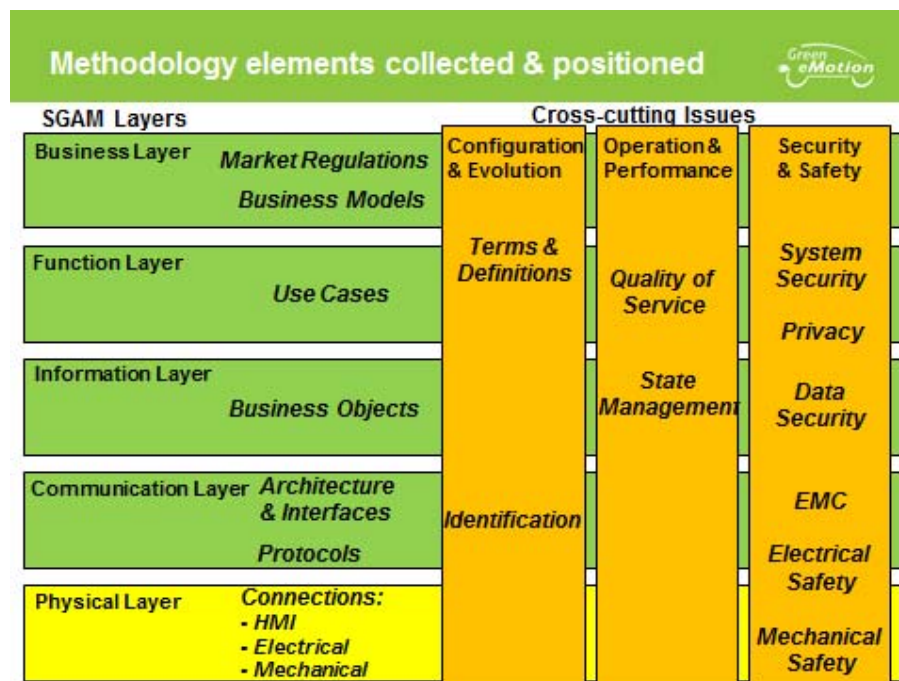 Methodology elements collected & positioned
Green
eMotion
SGAM Layers
Cross-cutting Issues
Business Layer
Market Regulations
Business Models
Function Layer
Use Cases
Information Layer
Business Objects
Communication Layer
Architecture
& Interfaces
Protocols
Physical Layer
Connections:
- HMI
- Electrical
- Mechanical
Configuration
& Evolution
Terms &
Definitions
Identification
Operation &
Performance
Quality of
Service
State
Management
Security
& Safety
System
Security
Privacy
Data
Security
EMC
Electrical
Safety
Mechanical
Safety